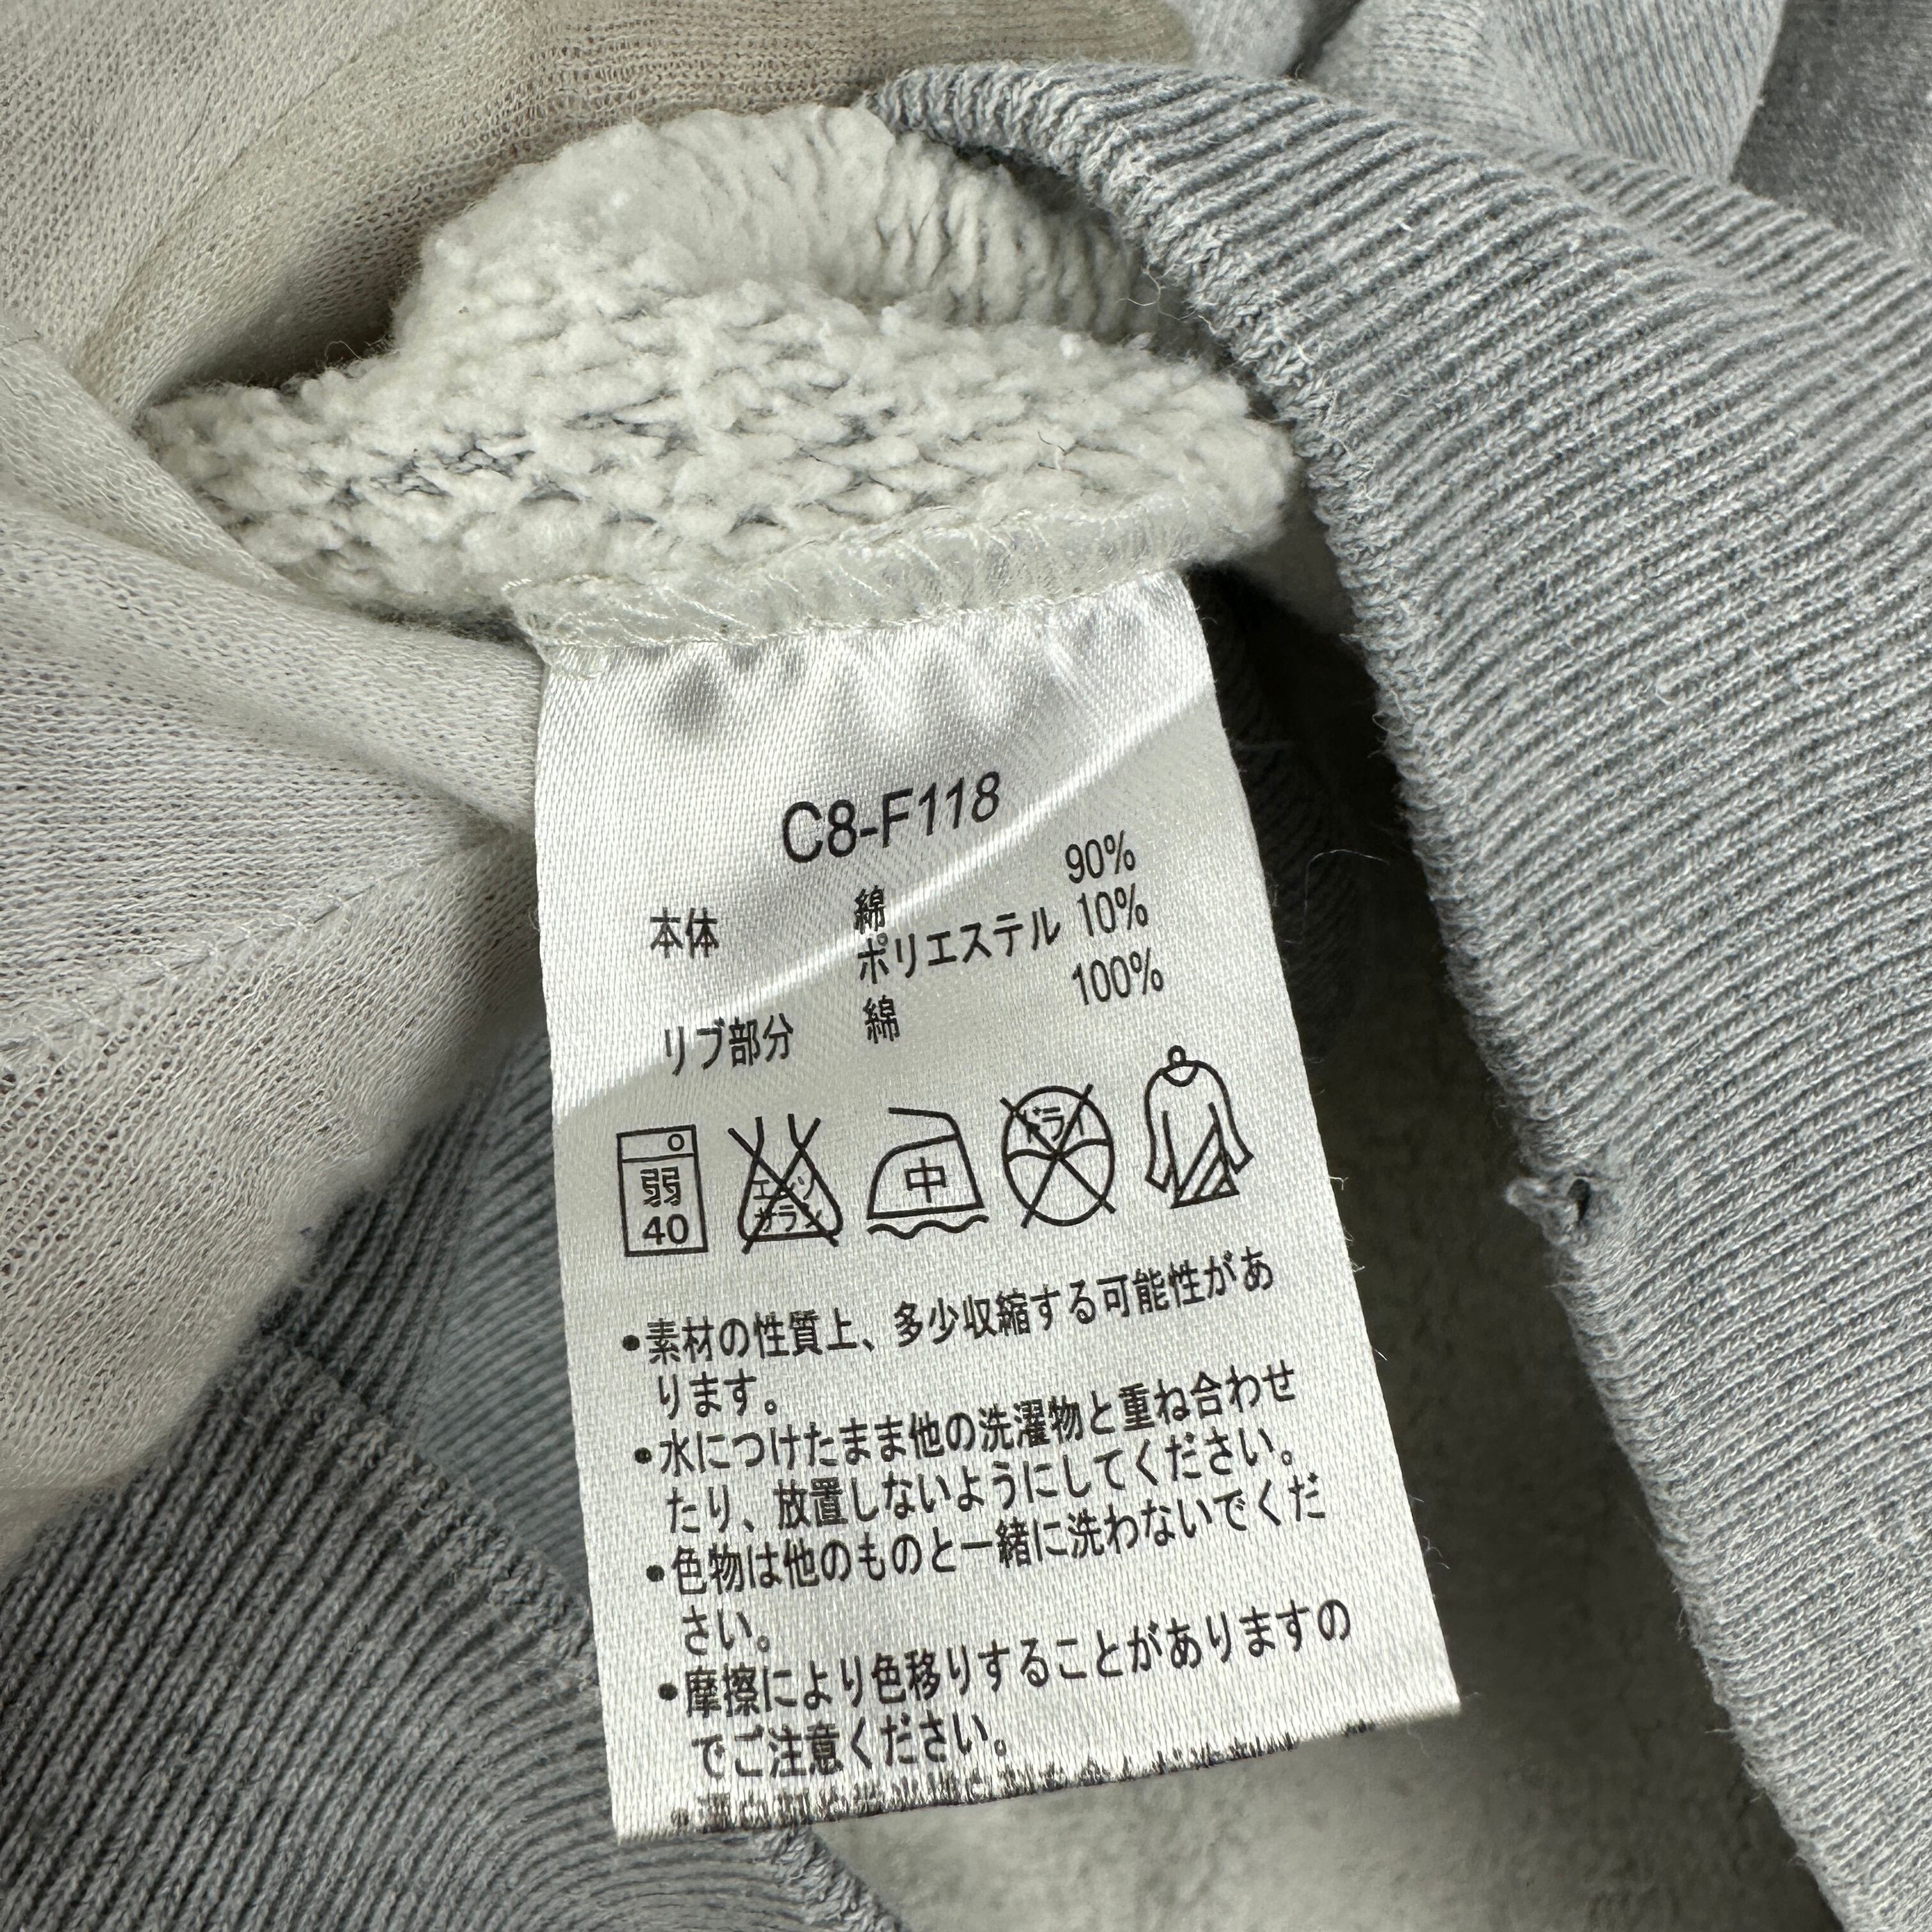 C8-F118
本体 綿 90%
ポリエステル 10%
リブ部分 綿 100%
弱
40
エンソ
サラシ
中
ドライ
•素材の性質上、多少収縮する可能性があ
ります。
•水につけたまま他の洗濯物と重ね合わせ
たり、放置しないようにしてください。
•色物は他のものと一緒に洗わないでくだ
さい。
•摩擦により色移りすることがありますの
でご注意ください。